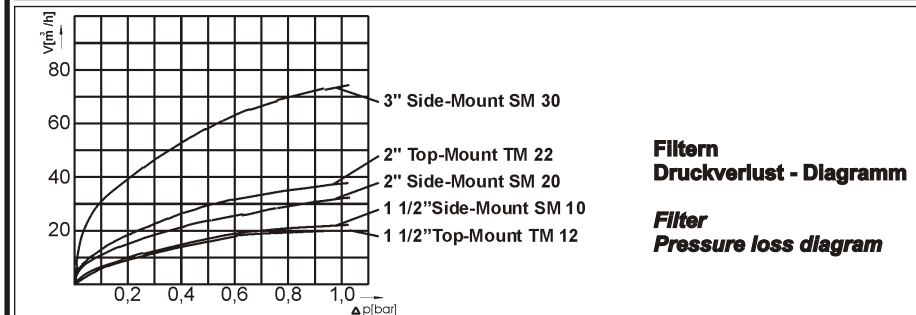 V[m³/h]
80
60
40
20
0,2 0,4 0,6 0,8 1,0
Δp[bar]
3" Side-Mount SM 30
2" Top-Mount TM 22
2" Side-Mount SM 20
1 1/2”Side-Mount SM 10
1 1/2”Top-Mount TM 12
Filtern
Druckverlust - Diagramm
Filter
Pressure loss diagram